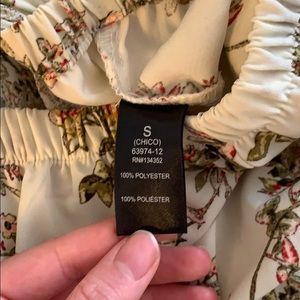 S
(CHICO)
63974-12
RN#134352
100% POLYESTER
100% POLIÉSTER